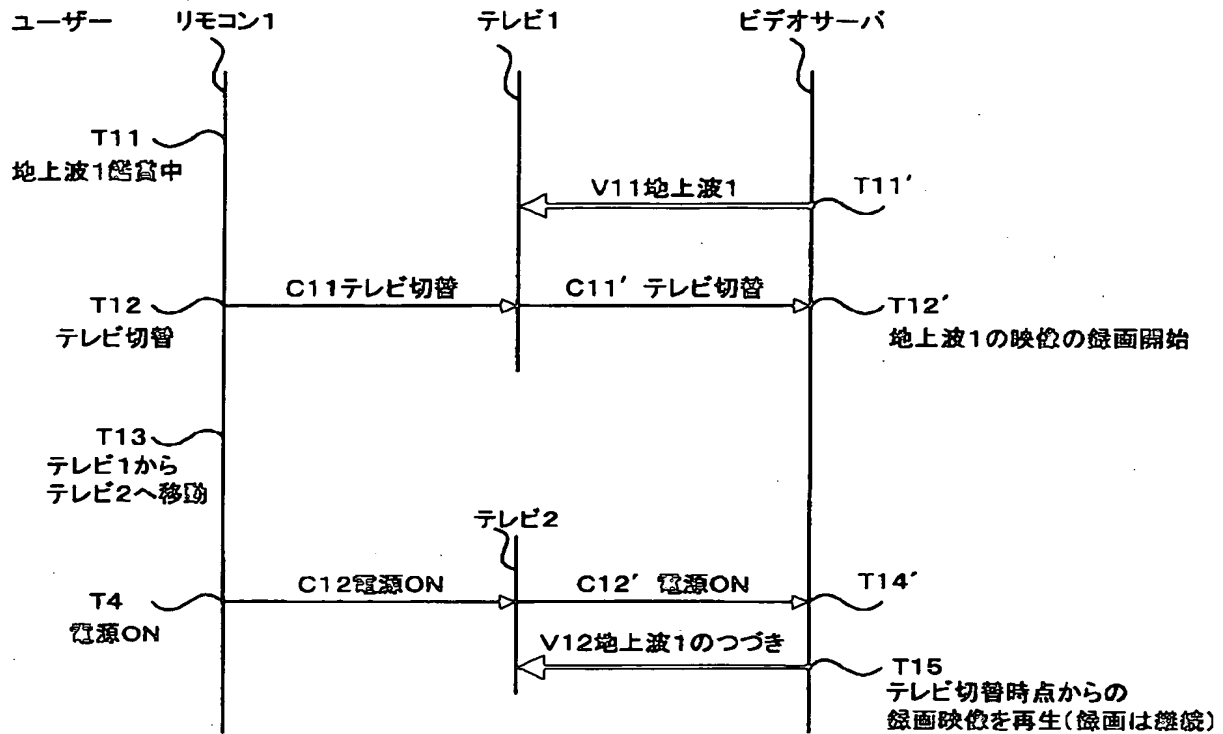 ユーザー
リモコン1
テレビ1
ビデオサーバ
T11
地上波1鑑賞中
V11地上波1
T11′
C11テレビ切替
C11′ テレビ切替
T12
テレビ切替
T12′
地上波1の映像の録画開始
T13
テレビ1から
テレビ2へ移動
テレビ2
C12電源ON
C12′ 電源ON
T4
電源ON
T14′
V12地上波1のつづき
T15
テレビ切替時点からの
録画映像を再生(録画は継続)